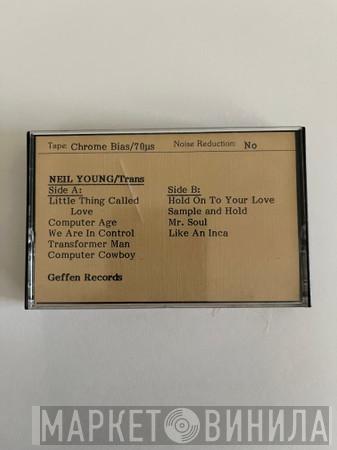 Tape: Chrome Bias/70µs Noise Reduction: No
NEIL YOUNG/Trans
Side A:
Little Thing Called
Love
Computer Age
We Are In Control
Transformer Man
Computer Cowboy
Side B:
Hold On To Your Love
Sample and Hold
Mr. Soul
Like An Inca
Geffen Records
МАРКЕТ ВИНИЛА